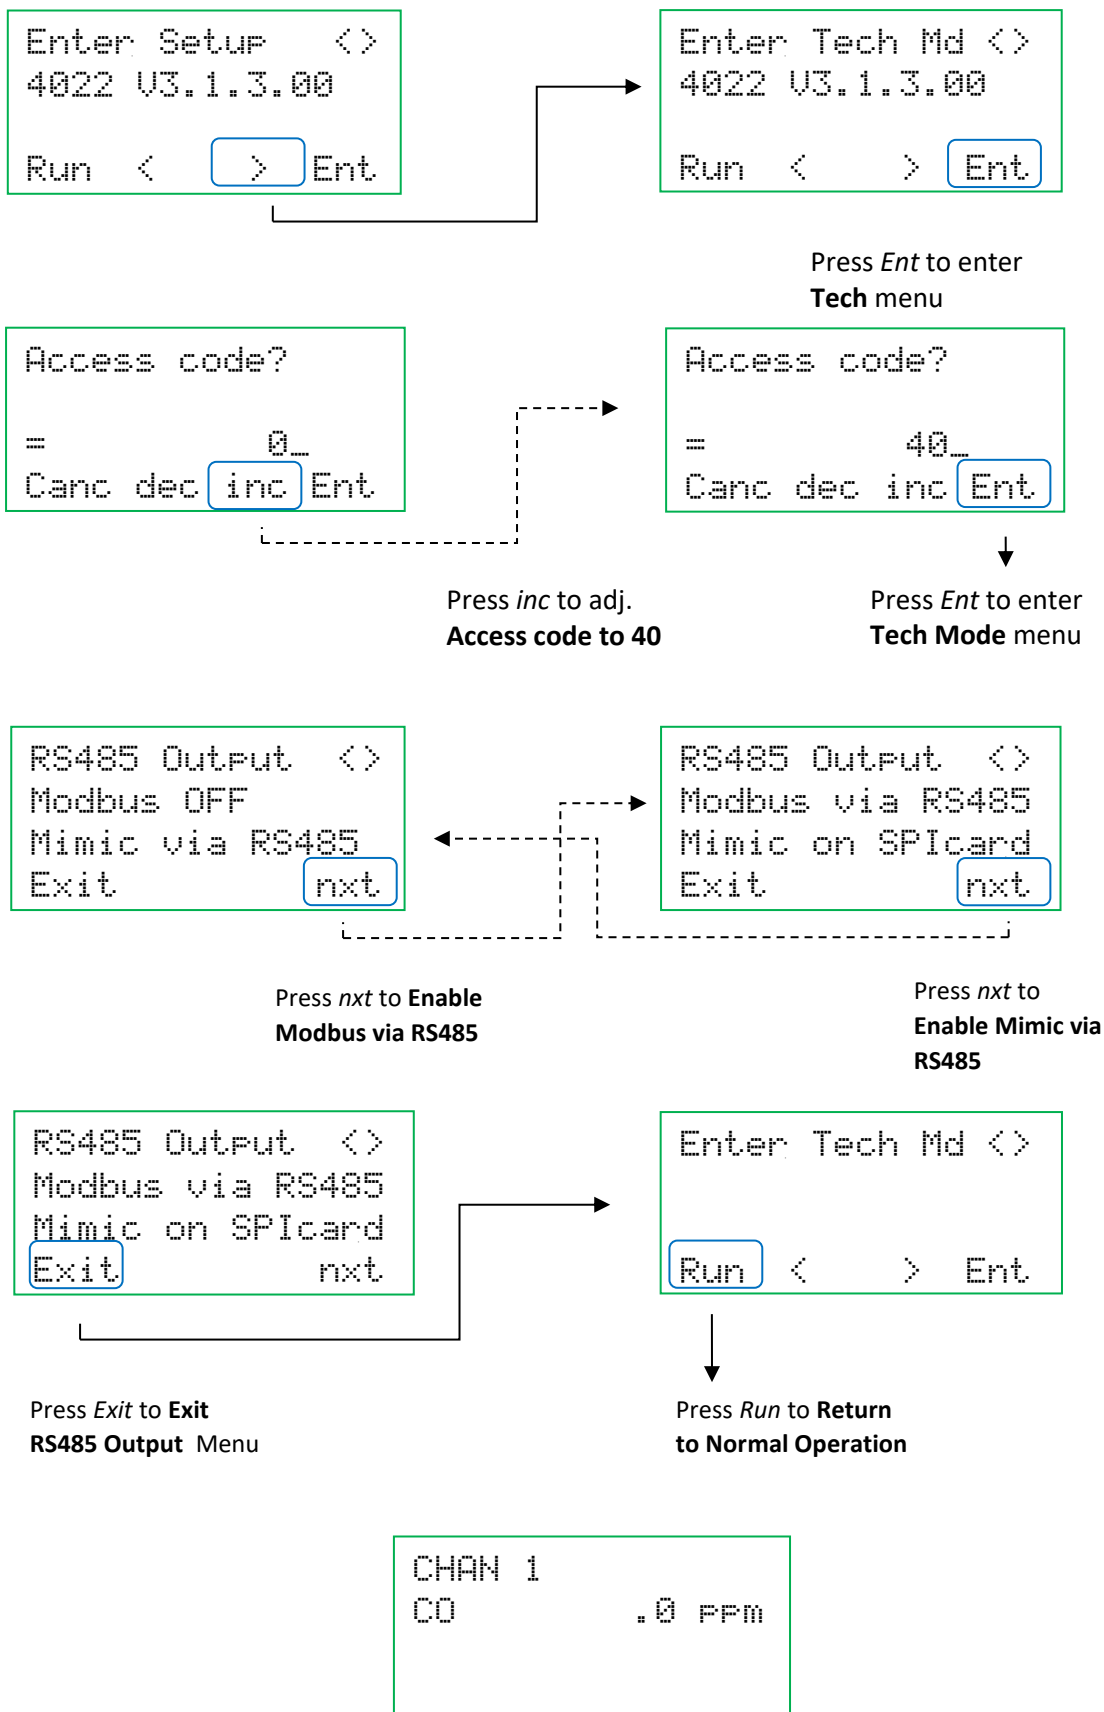 Enter Setup <>
4022 V3.1.3.00
Run < > Ent
Enter Tech Md <>
4022 V3.1.3.00
Run < > Ent
Press Ent to enter
Tech menu
Access code?
= 0_
Canc dec inc Ent
Access code?
= 40_
Canc dec inc Ent
Press inc to adj.
Access code to 40
Press Ent to enter
Tech Mode menu
RS485 Output <>
Modbus OFF
Mimic via RS485
Exit nxt
RS485 Output <>
Modbus via RS485
Mimic on SPIcard
Exit nxt
Press nxt to Enable
Modbus via RS485
Press nxt to
Enable Mimic via
RS485
RS485 Output <>
Modbus via RS485
Mimic on SPIcard
Exit nxt
Enter Tech Md <>
Run < > Ent
Press Exit to Exit
RS485 Output Menu
Press Run to Return
to Normal Operation
CHAN 1
CO .0 ppm